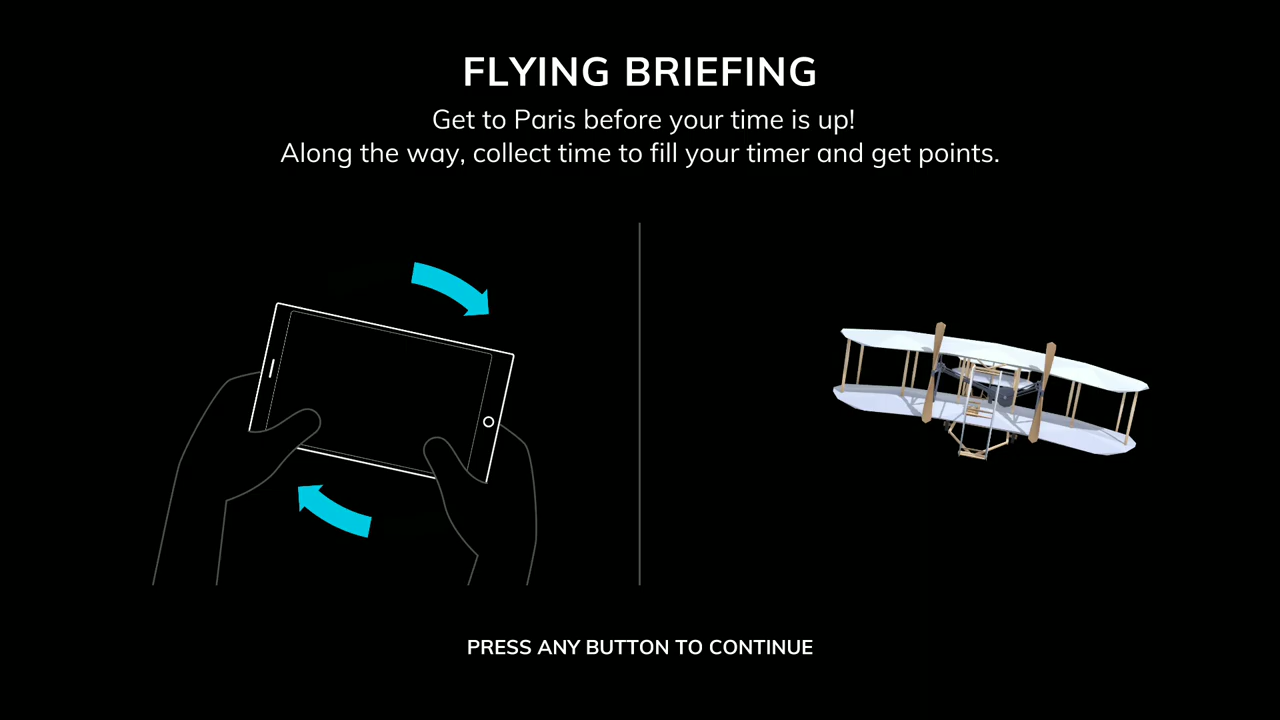 FLYING BRIEFING
Get to Paris before your time is up!
Along the way, collect time to fill your timer and get points.
PRESS ANY BUTTON TO CONTINUE